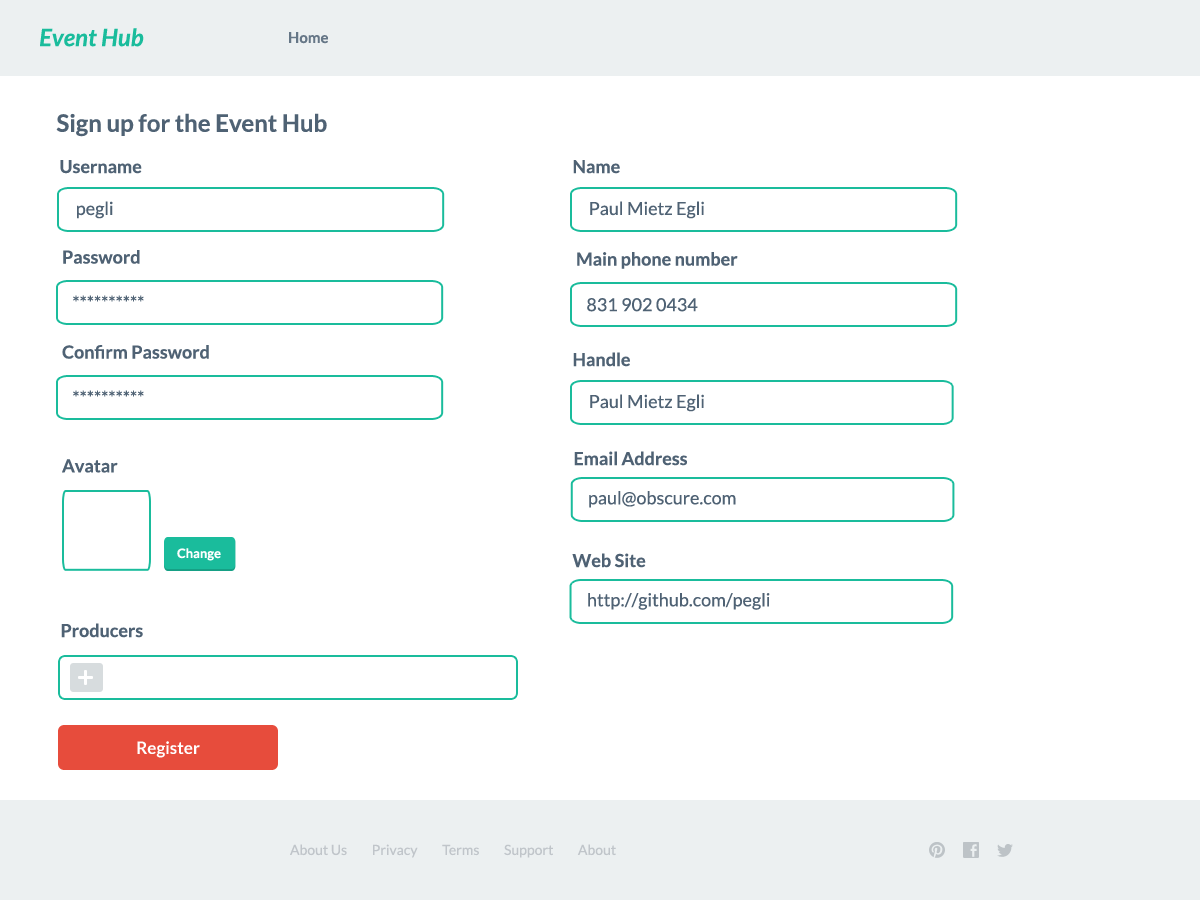 Event Hub
Home
Sign up for the Event Hub
Username
pegli
Password
**********
Confirm Password
**********
Avatar
Change
Producers
Register
Name
Paul Mietz Egli
Main phone number
831 902 0434
Handle
Paul Mietz Egli
Email Address
paul@obscure.com
Web Site
http://github.com/pegli
About Us Privacy Terms Support About